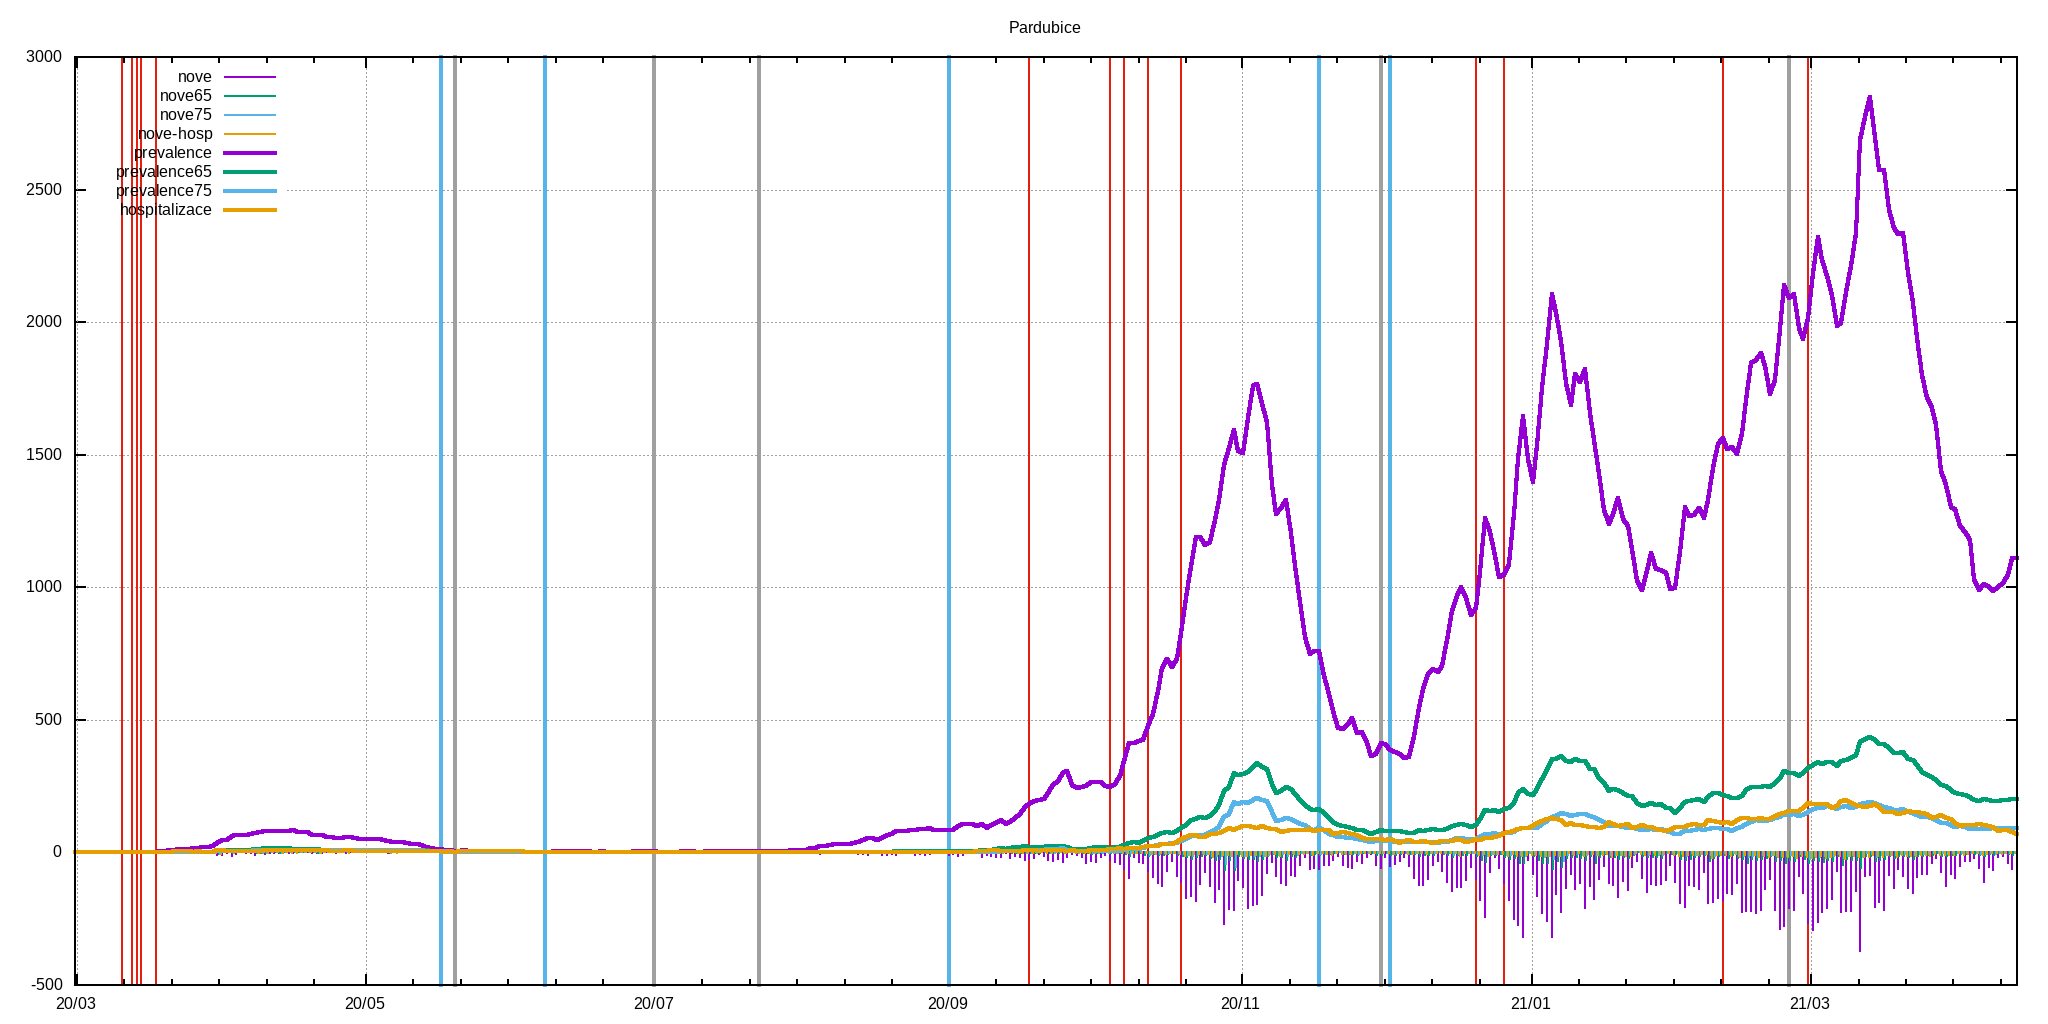 Pardubice
3000
2500
2000
1500
1000
500
0
-500
nove
nove65
nove75
nove-hosp
prevalence
prevalence65
prevalence75
hospitalizace
20/03 20/05 20/07 20/09 20/11 21/01 21/03